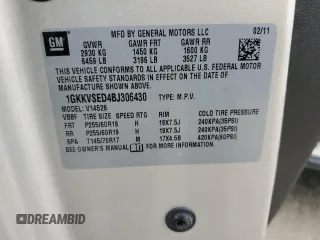 GM
MFD BY GENERAL MOTORS LLC
02/11
GVWR GAWR FRT GAWR RR
2930 KG 1450 KG 1600 KG
6459 LB 3196 LB 3527 LB
THIS VEHICLE CONFORMS TO ALL APPLICABLE U.S. FEDERAL MOTOR
VEHICLE SAFETY STANDARDS IN EFFECT ON THE DATE OF
MANUFACTURE SHOWN ABOVE.
1GKKVSED4BJ306430 TYPE: M.P.V.
MODEL: V14526
VBBD TIRE SIZE SPEED RTG RIM COLD TIRE PRESSURE
FRT P255/60R19 H 19X7.5J 240KPA(35PSI)
RR P255/60R19 H 19X7.5J 240KPA(35PSI)
SPA T145/70R17 M 17X4.5B 420KPA(60PSI)
SEE OWNER'S MANUAL FOR MORE INFORMATION.
© DREAMBID
DREAMBID.COM